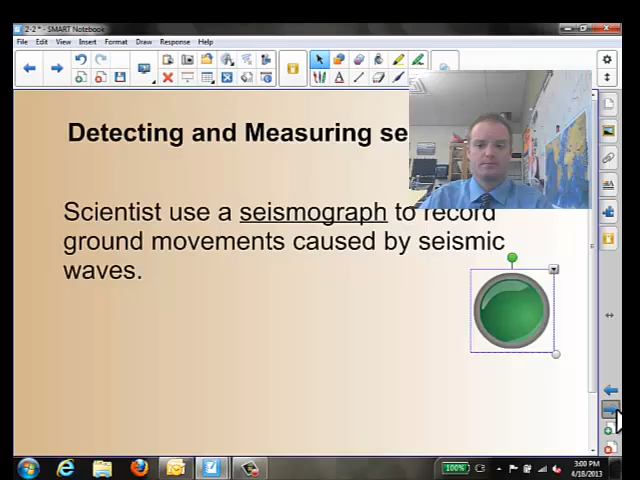 2-2 * - SMART Notebook
File Edit View Insert Format Draw Response Help
Detecting and Measuring se
Scientist use a seismograph to record
ground movements caused by seismic
waves.
100%
3:00 PM
4/18/2013